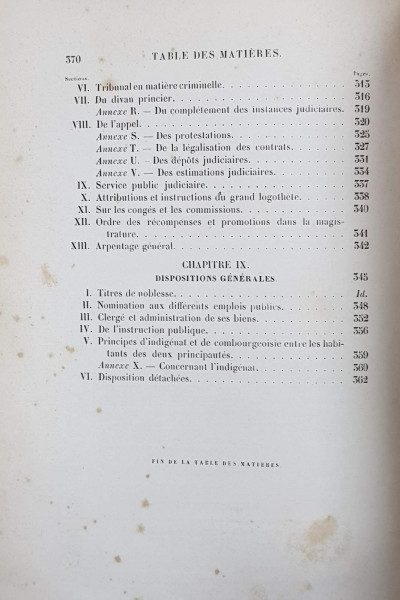 370 TABLE DES MATIÈRES.
Sections. Pages.
VI. Tribunal en matière criminelle. 313
VII. Du divan princier. 316
Annexe R. — Du complétement des instances judiciaires. 319
VIII. De l'appel. 320
Annexe S. — Des protestations. 325
Annexe T. — De la légalisation des contrats. 327
Annexe U. — Des dépôts judiciaires. 331
Annexe V. — Des estimations judiciaires. 334
IX. Service public judiciaire. 337
X. Attributions et instructions du grand logothète. 338
XI. Sur les congés et les commissions. 340
XII. Ordre des récompenses et promotions dans la magis-
trature. 341
XIII. Arpentage général. 342
CHAPITRE IX.
DISPOSITIONS GÉNÉRALES 345
I. Titres de noblesse. Id.
II. Nomination aux différents emplois publics. 348
III. Clergé et administration de ses biens. 352
IV. De l'instruction publique. 356
V. Principes d'indigénat et de combourgeoisie entre les habi-
tants des deux principautés. 359
Annexe X. — Concernant l'indigénat. 360
VI. Disposition détachées. 362
FIN DE LA TABLE DES MATIÈRES.